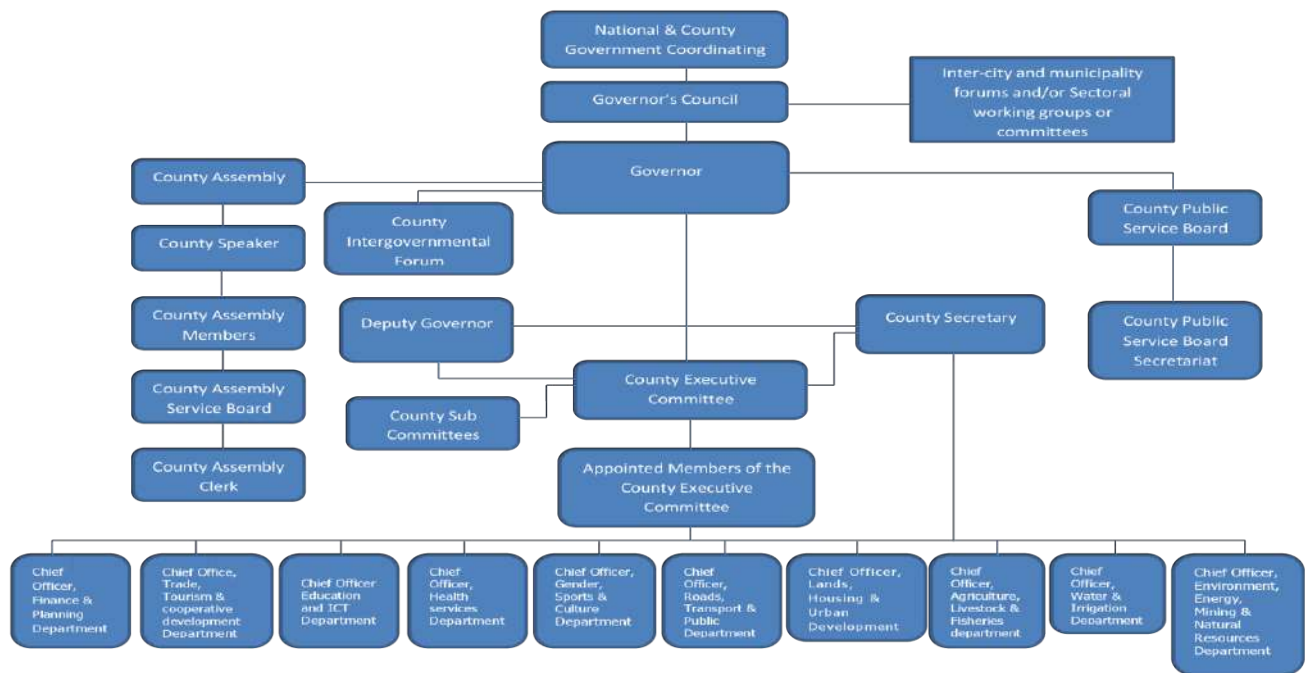 National & County
Government Coordinating
Governor's Council
Inter-city and municipality
forums and/or Sectoral
working groups or
committees
Governor
County Assembly
County
Intergovernmental
Forum
County Public
Service Board
County Speaker
County Assembly
Members
Deputy Governor
County Secretary
County Public
Service Board
Secretariat
County Executive
Committee
County Assembly
Service Board
County Sub
Committees
County Assembly
Clerk
Appointed Members of the
County Executive
Committee
Chief
Officer,
Finance &
Planning
Department
Chief Office,
Trade,
Tourism &
cooperative
development
Department
Chief Officer
Education
and ICT
Department
Chief
Officer,
Health
services
Department
Chief Officer,
Gender,
Sports &
Culture
Department
Chief
Officer,
Roads,
Transport &
Public
Department
Chief Officer,
Lands,
Housing &
Urban
Development
Chief
Officer,
Agriculture,
Livestock &
Fisheries
department
Chief
Officer,
Water &
Irrigation
Department
Chief Officer,
Environment,
Energy,
Mining &
Natural
Resources
Department